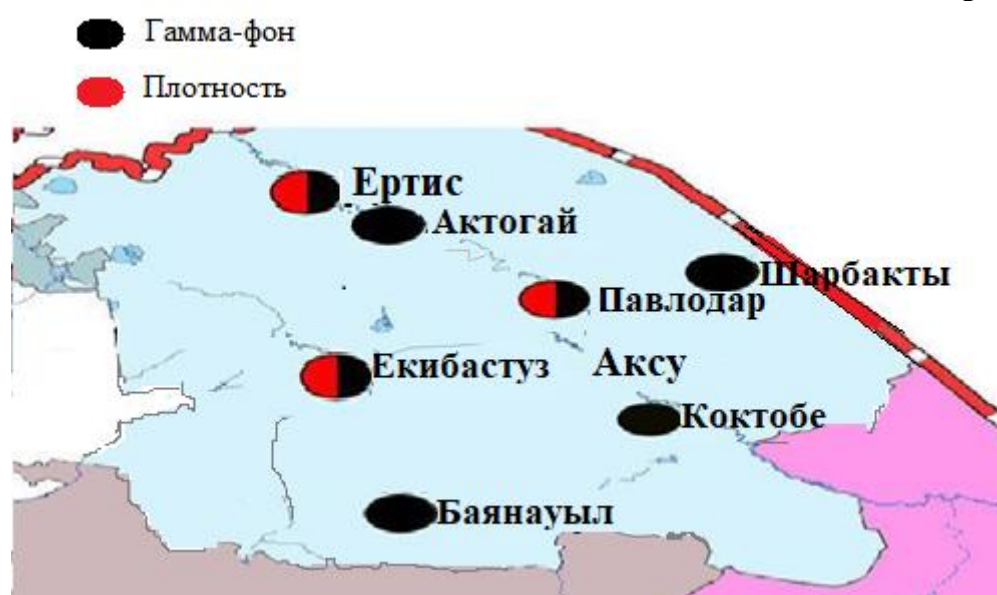 Гамма-фон
Плотность
Ертис
Актогай
Шарбакты
Павлодар
Аксу
Екибастуз
Коктобе
Баянауыл